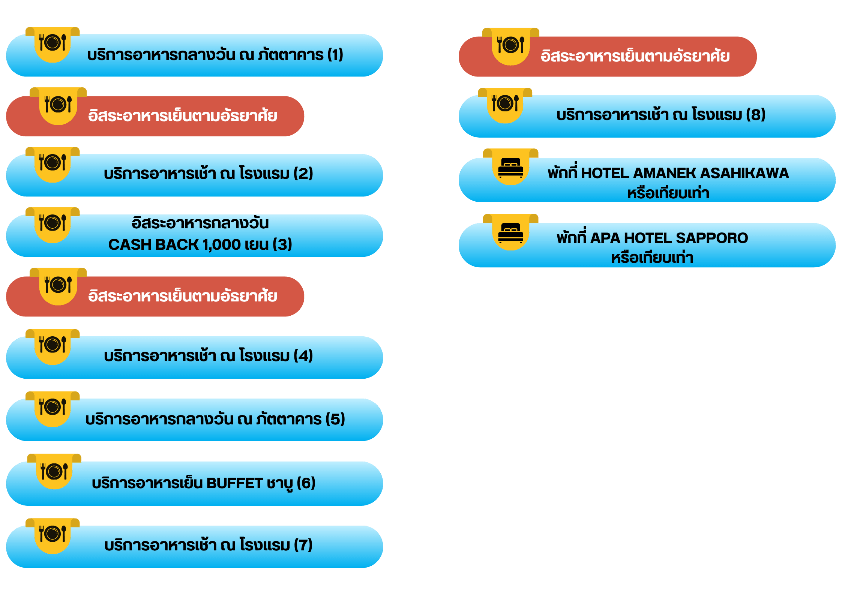 บริการอาหารกลางวัน ณ ภัตตาคาร (1)
อิสระอาหารเย็นตามอัธยาศัย
บริการอาหารเช้า ณ โรงแรม (2)
อิสระอาหารกลางวัน
CASH BACK 1,000 เยน (3)
อิสระอาหารเย็นตามอัธยาศัย
บริการอาหารเช้า ณ โรงแรม (4)
บริการอาหารกลางวัน ณ ภัตตาคาร (5)
บริการอาหารเย็น BUFFET ชาบู (6)
บริการอาหารเช้า ณ โรงแรม (7)
อิสระอาหารเย็นตามอัธยาศัย
บริการอาหารเช้า ณ โรงแรม (8)
พักที่ HOTEL AMANEK ASAHIKAWA
หรือเทียบเท่า
พักที่ APA HOTEL SAPPORO
หรือเทียบเท่า